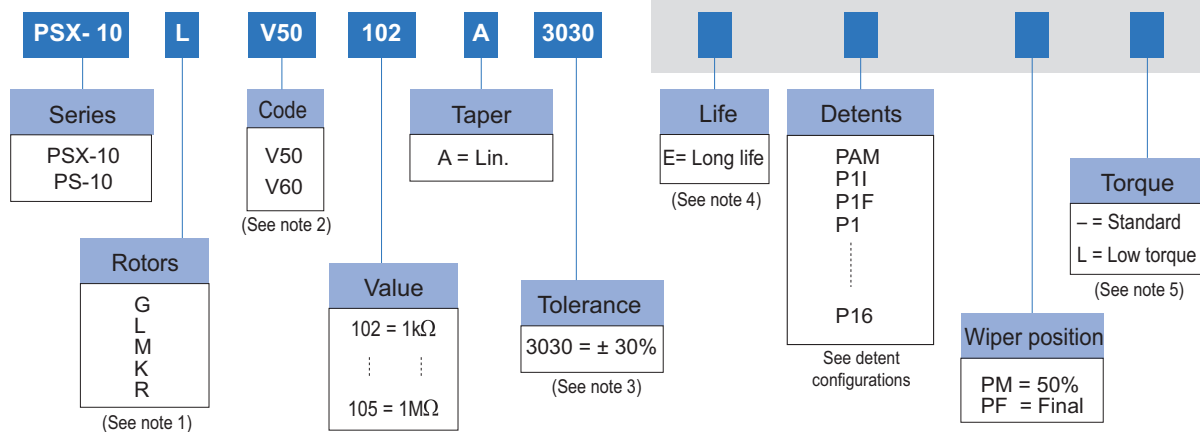 PSX- 10 L V50 102 A 3030
Series
PSX-10
PS-10
Rotors
G
L
M
K
R
(See note 1)
Code
V50
V60
(See note 2)
Value
102 = 1kΩ
105 = 1MΩ
Taper
A = Lin.
Tolerance
3030 = ± 30%
(See note 3)
Life
E= Long life
(See note 4)
Detents
PAM
P1I
P1F
P1
P16
See detent
configurations
Wiper position
PM = 50%
PF = Final
Torque
– = Standard
L = Low torque
(See note 5)